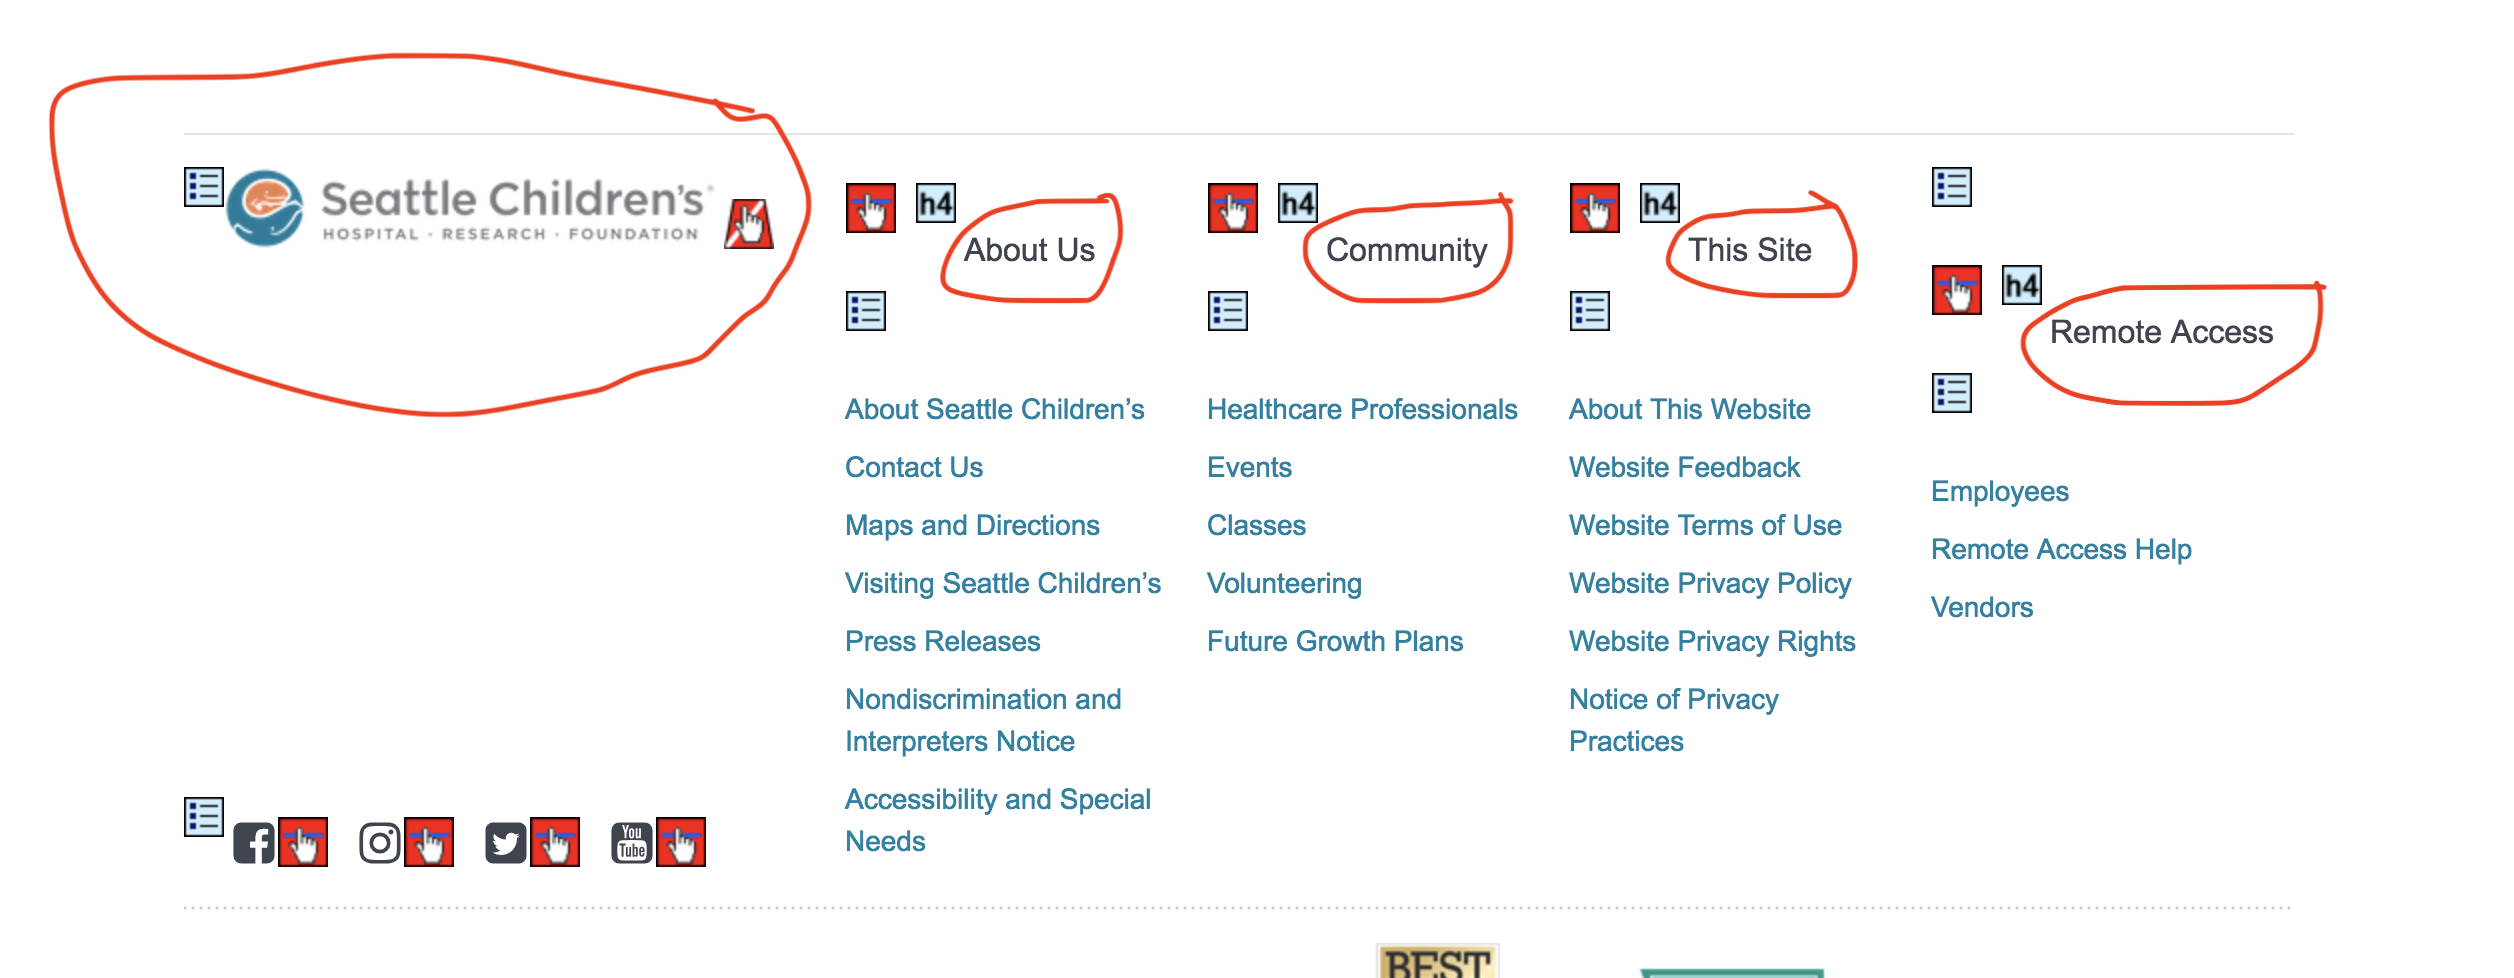 Seattle Children's®
HOSPITAL · RESEARCH · FOUNDATION
h4
About Us
About Seattle Children's
Contact Us
Maps and Directions
Visiting Seattle Children's
Press Releases
Nondiscrimination and
Interpreters Notice
Accessibility and Special
Needs
h4
Community
Healthcare Professionals
Events
Classes
Volunteering
Future Growth Plans
h4
This Site
About This Website
Website Feedback
Website Terms of Use
Website Privacy Policy
Website Privacy Rights
Notice of Privacy
Practices
h4
Remote Access
Employees
Remote Access Help
Vendors
You
Tube
BEST